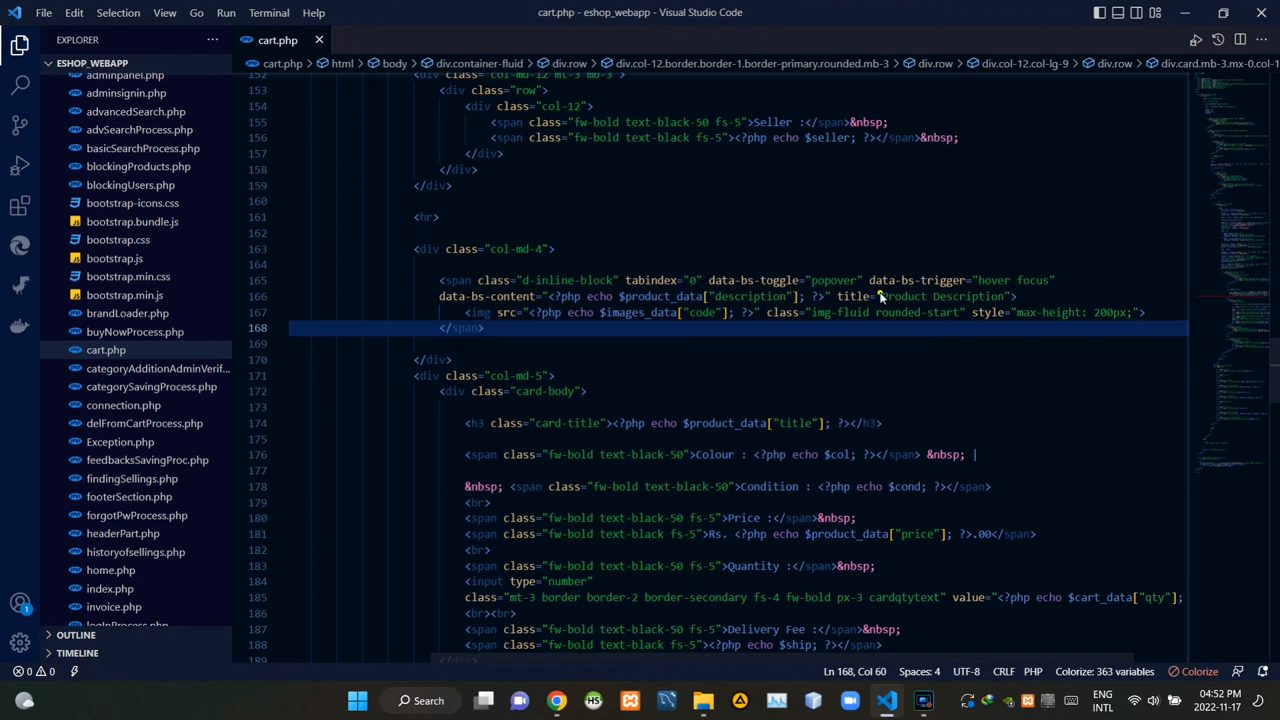 File Edit Selection View Go Run Terminal Help
cart.php - eshop_webapp - Visual Studio Code
EXPLORER
cart.php
ESHOP_WEBAPP
cart.php > html > body > div.container-fluid > div.row > div.col-12.border.border-1.border-primary.rounded.mb-3 > div.row > div.col-12.col-lg-9 > div.row > div.card.mb-3.mx-0.col-1
adminpanel.php
adminsignin.php
advancedSearch.php
advSearchProcess.php
basicSearchProcess.php
blockingProducts.php
blockingUsers.php
bootstrap-icons.css
bootstrap.bundle.js
bootstrap.css
bootstrap.js
bootstrap.min.css
bootstrap.min.js
brandLoader.php
buyNowProcess.php
cart.php
categoryAdditionAdminVerif...
categorySavingProcess.php
connection.php
delFromCartProcess.php
Exception.php
feedbacksSavingProc.php
findingSellings.php
footerSection.php
forgotPwProcess.php
headerPart.php
historyofsellings.php
home.php
index.php
invoice.php
logInProcess.php
OUTLINE
TIMELINE
152 <div class="col-md-12 mt-3 mb-3">
153 <div class="row">
154 <div class="col-12">
155 <span class="fw-bold text-black-50 fs-5">Seller :</span>&nbsp;
156 <span class="fw-bold text-black fs-5"><?php echo $seller; ?></span>&nbsp;
157 </div>
158 </div>
159 </div>
160
161 <hr>
162
163 <div class="col-md-4">
164
165 <span class="d-inline-block" tabindex="0" data-bs-toggle="popover" data-bs-trigger="hover focus"
166 data-bs-content="<?php echo $product_data["description"]; ?>" title="Product Description">
167 <img src="<?php echo $images_data["code"]; ?>" class="img-fluid rounded-start" style="max-height: 200px;">
168 </span>
169
170 </div>
171 <div class="col-md-5">
172 <div class="card-body">
173
174 <h3 class="card-title"><?php echo $product_data["title"]; ?></h3>
175
176 <span class="fw-bold text-black-50">Colour : <?php echo $col; ?></span> &nbsp; |
177
178 &nbsp; <span class="fw-bold text-black-50">Condition : <?php echo $cond; ?></span>
179 <br>
180 <span class="fw-bold text-black-50 fs-5">Price :</span>&nbsp;
181 <span class="fw-bold text-black fs-5">Rs. <?php echo $product_data["price"]; ?>.00</span>
182 <br>
183 <span class="fw-bold text-black-50 fs-5">Quantity :</span>&nbsp;
184 <input type="number"
185 class="mt-3 border border-2 border-secondary fs-4 fw-bold px-3 cardqtytext" value="<?php echo $cart_data["qty"];
186 <br><br>
187 <span class="fw-bold text-black-50 fs-5">Delivery Fee :</span>&nbsp;
188 <span class="fw-bold text-black fs-5"><?php echo $ship; ?></span>
189 </div>
1
0 0 Ln 168, Col 60 Spaces: 4 UTF-8 CRLF PHP Colorize: 363 variables Colorize
Search
ENG
INTL
04:52 PM
2022-11-17